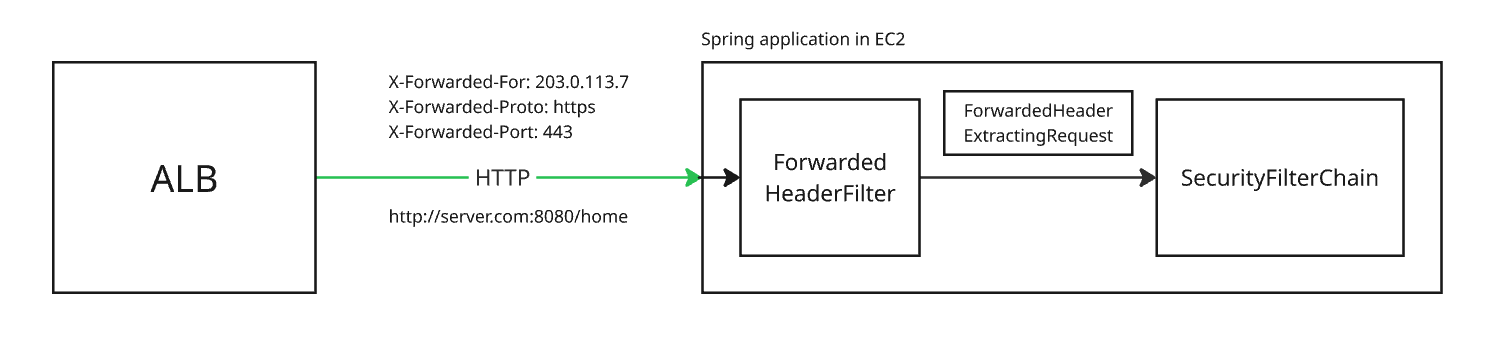 Spring application in EC2
X-Forwarded-For: 203.0.113.7
X-Forwarded-Proto: https
X-Forwarded-Port: 443
ALB
HTTP
http://server.com:8080/home
Forwarded
HeaderFilter
ForwardedHeader
ExtractingRequest
SecurityFilterChain